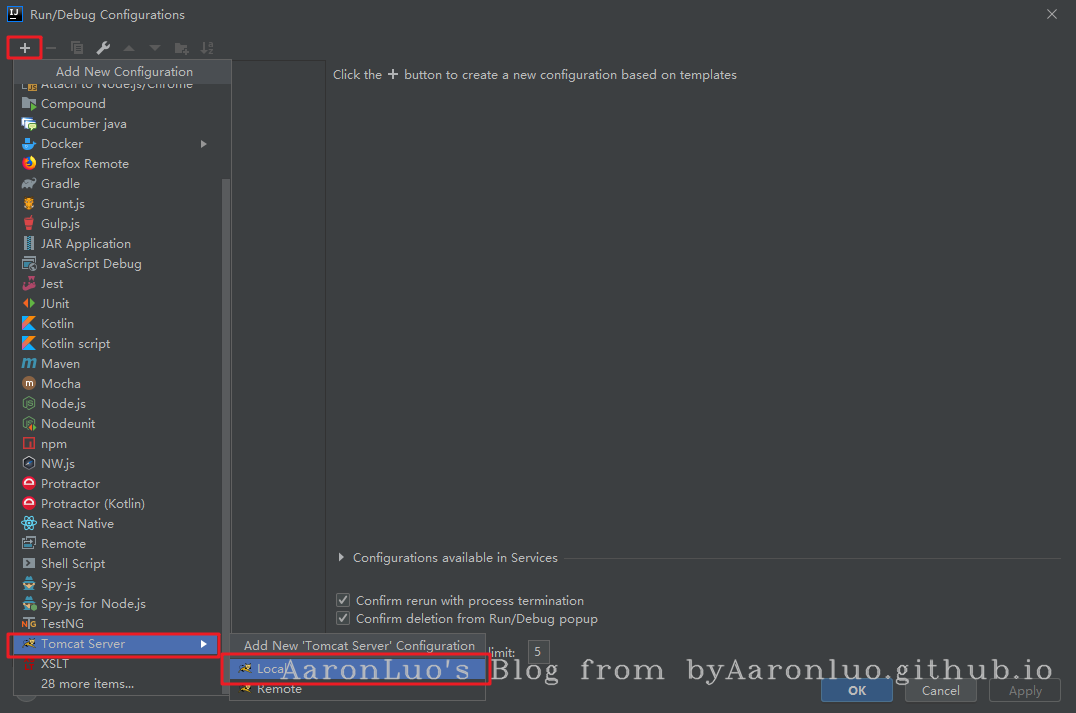 Run/Debug Configurations
Add New Configuration
Click the + button to create a new configuration based on templates
Attach to Node.js/Chrome
Compound
Cucumber java
Docker
Firefox Remote
Gradle
Grunt.js
Gulp.js
JAR Application
JavaScript Debug
Jest
JUnit
Kotlin
Kotlin script
Maven
Mocha
Node.js
Nodeunit
npm
NW.js
Protractor
Protractor (Kotlin)
React Native
Remote
Shell Script
Spy-js
Spy-js for Node.js
TestNG
Tomcat Server
XSLT
28 more items...
Configurations available in Services
Confirm rerun with process termination
Confirm deletion from Run/Debug popup
Add New 'Tomcat Server' Configuration
limit: 5
Local
Remote
AaronLuo's Blog from byAaronluo.github.io
OK
Cancel
Apply